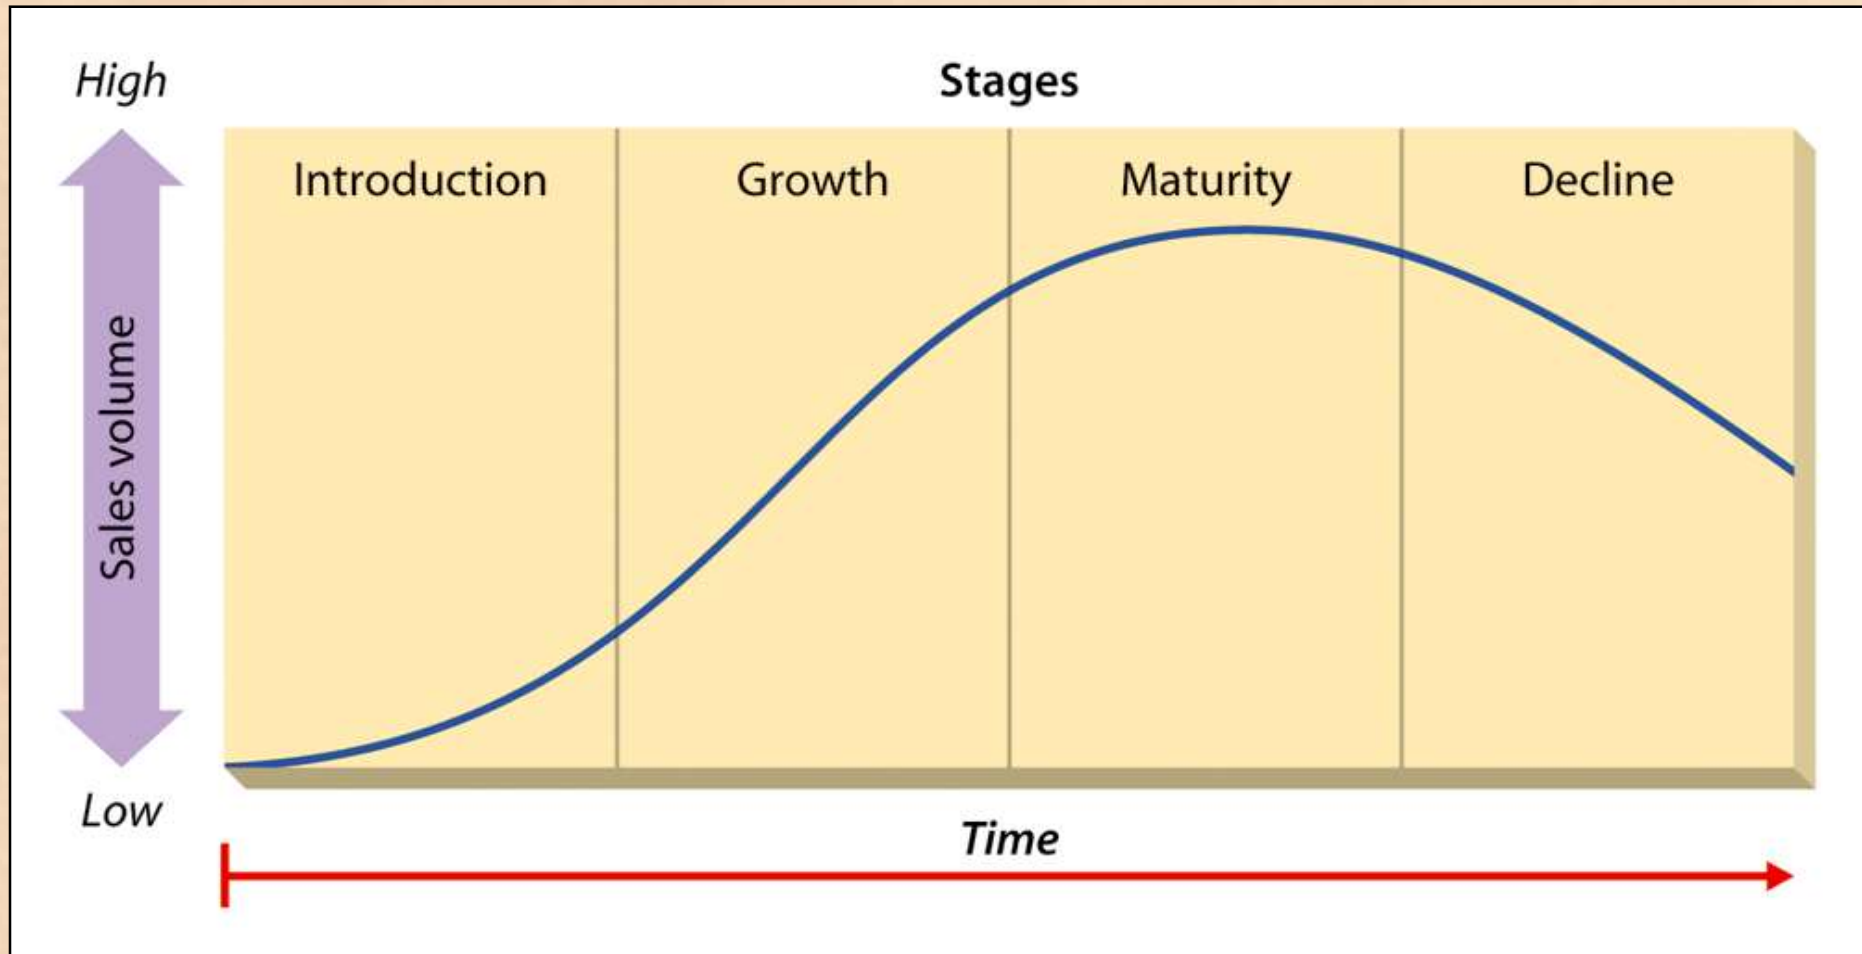 High
Stages
Introduction
Growth
Maturity
Decline
Sales volume
Low
Time